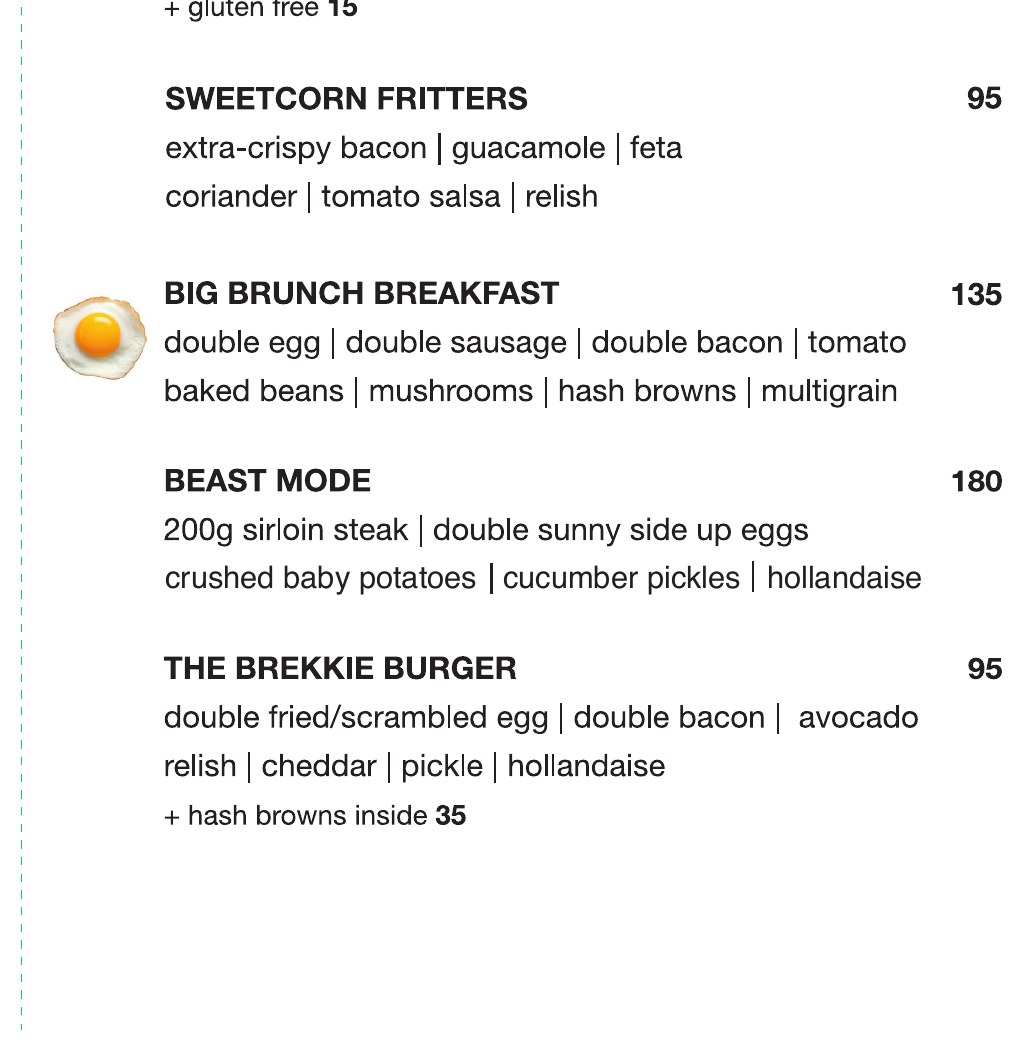 + gluten free 15
SWEETCORN FRITTERS 95
extra-crispy bacon | guacamole | feta
coriander | tomato salsa | relish
BIG BRUNCH BREAKFAST 135
double egg | double sausage | double bacon | tomato
baked beans | mushrooms | hash browns | multigrain
BEAST MODE 180
200g sirloin steak | double sunny side up eggs
crushed baby potatoes | cucumber pickles | hollandaise
THE BREKKIE BURGER 95
double fried/scrambled egg | double bacon | avocado
relish | cheddar | pickle | hollandaise
+ hash browns inside 35